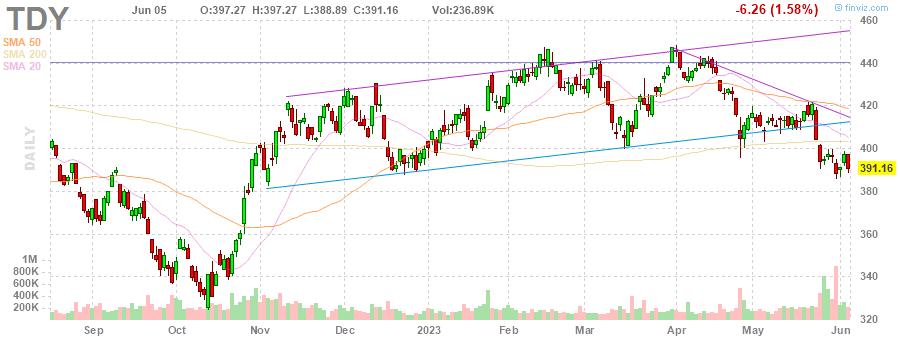 TDY Jun 05 O:397.27 H:397.27 L:388.89 C:391.16 Vol:236.89K -6.26 (1.58%) © finviz.com
SMA 50
SMA 200
SMA 20
DAILY
460
440
420
400
391.16
380
360
340
320
1M
800K
600K
400K
200K
Sep Oct Nov Dec 2023 Feb Mar Apr May Jun